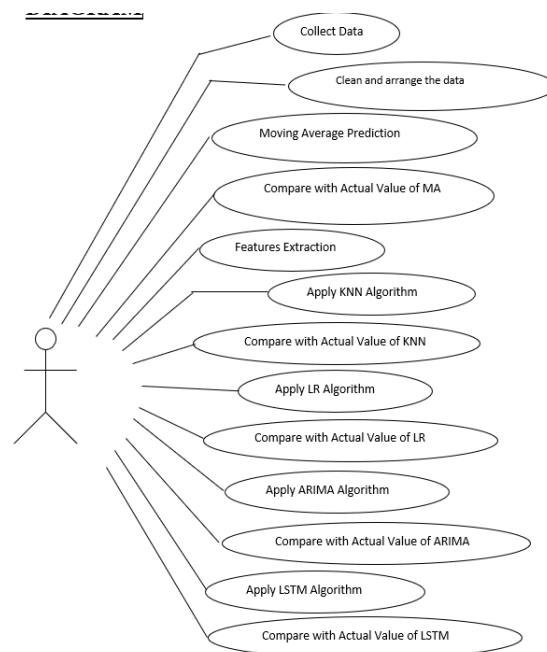 DIAGRAM
Collect Data
Clean and arrange the data
Moving Average Prediction
Compare with Actual Value of MA
Features Extraction
Apply KNN Algorithm
Compare with Actual Value of KNN
Apply LR Algorithm
Compare with Actual Value of LR
Apply ARIMA Algorithm
Compare with Actual Value of ARIMA
Apply LSTM Algorithm
Compare with Actual Value of LSTM